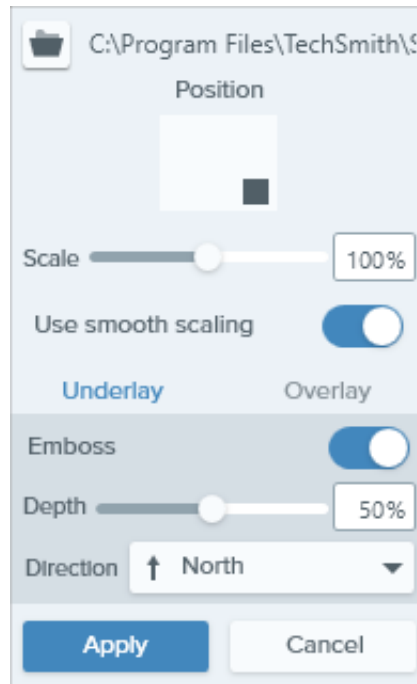 C:\Program Files\TechSmith\S
Position
Scale 100%
Use smooth scaling
Underlay Overlay
Emboss
Depth 50%
Direction North
Apply Cancel